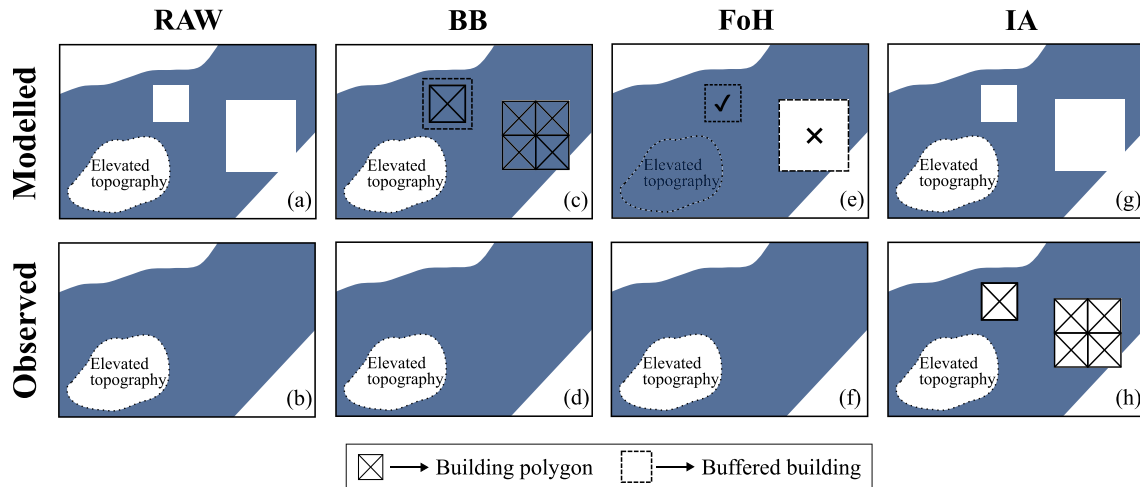 RAW BB FoH IA
Modelled
Elevated
topography
(a)
Elevated
topography
(c)
Elevated
topography
(e)
Elevated
topography
(g)
Observed
Elevated
topography
(b)
Elevated
topography
(d)
Elevated
topography
(f)
Elevated
topography
(h)
Building polygon
Buffered building